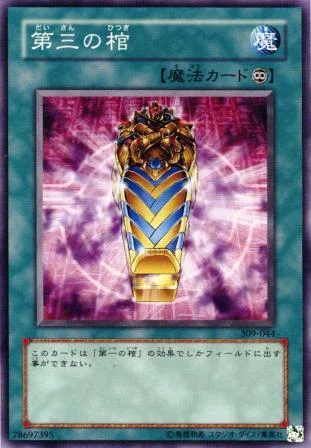 第三の棺
魔
【魔法カード】
309-044
このカードは「第一の棺」の効果でしかフィールドに出す
事ができない。
78697395
©高橋和希 スタジオ・ダイス/集英社